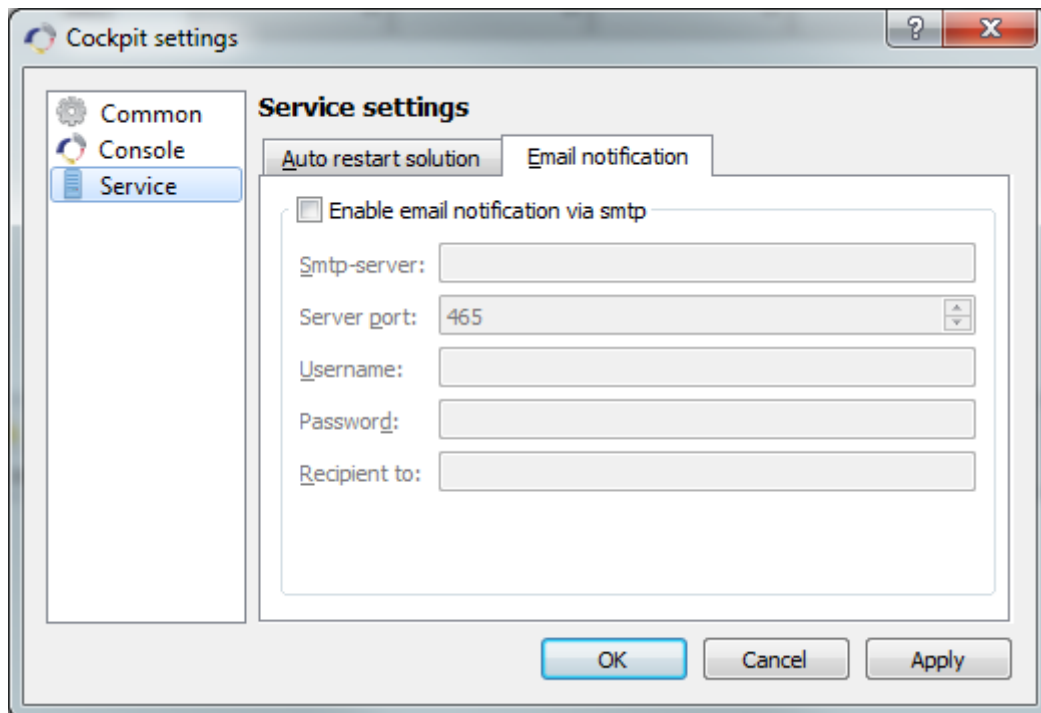 Cockpit settings
Common
Console
Service
Service settings
Auto restart solution
Email notification
Enable email notification via smtp
Smtp-server:
Server port: 465
Username:
Password:
Recipient to:
OK
Cancel
Apply